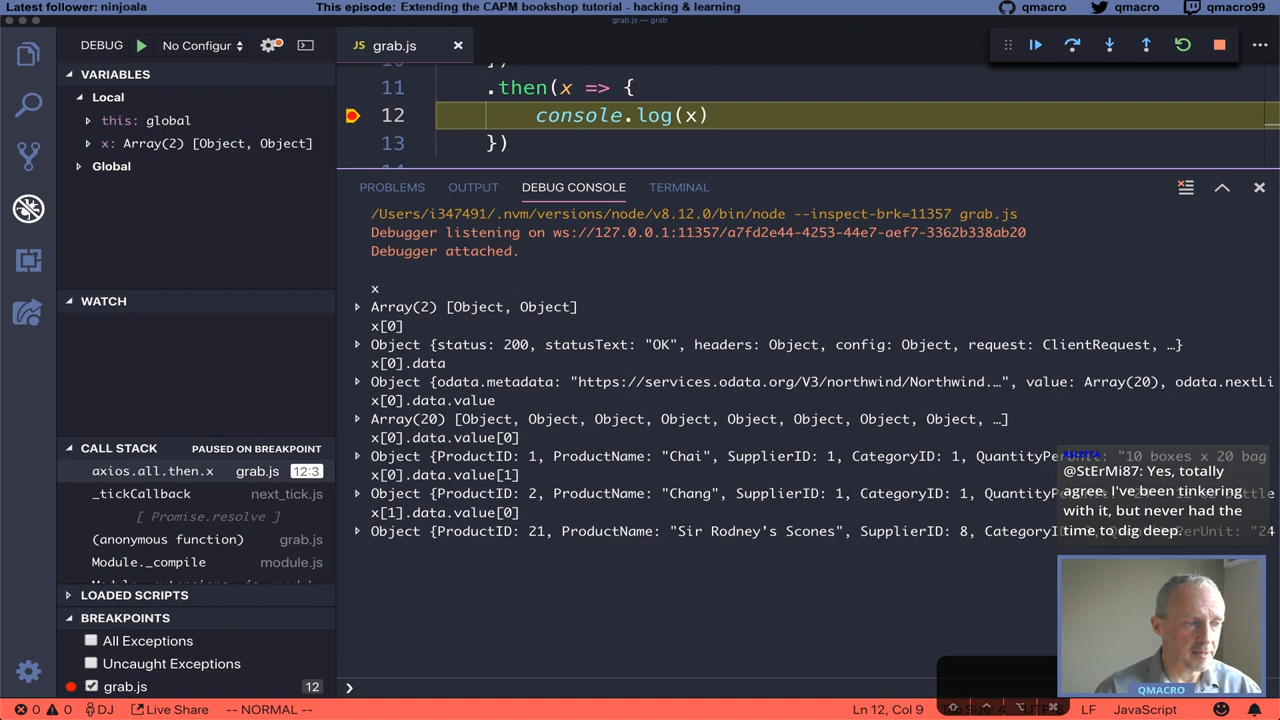 Latest follower: ninjoala
This episode: Extending the CAPM bookshop tutorial - hacking & learning
qmacro
qmacro
qmacro99
grab.js — grab
DEBUG
No Configur
JS grab.js
VARIABLES
Local
this: global
x: Array(2) [Object, Object]
Global
11 .then(x => {
12 console.log(x)
13 })
PROBLEMS
OUTPUT
DEBUG CONSOLE
TERMINAL
/Users/i347491/.nvm/versions/node/v8.12.0/bin/node --inspect-brk=11357 grab.js
Debugger listening on ws://127.0.0.1:11357/a7fd2e44-4253-44e7-aef7-3362b338ab20
Debugger attached.
x
Array(2) [Object, Object]
x[0]
Object {status: 200, statusText: "OK", headers: Object, config: Object, request: ClientRequest, …}
x[0].data
Object {odata.metadata: "https://services.odata.org/V3/northwind/Northwind.…", value: Array(20), odata.nextLi
x[0].data.value
Array(20) [Object, Object, Object, Object, Object, Object, Object, Object, …]
x[0].data.value[0]
Object {ProductID: 1, ProductName: "Chai", SupplierID: 1, CategoryID: 1, QuantityPerUnit: "10 boxes x 20 bag
x[0].data.value[1]
Object {ProductID: 2, ProductName: "Chang", SupplierID: 1, CategoryID: 1,
x[1].data.value[0]
Object {ProductID: 21, ProductName: "Sir Rodney's Scones", SupplierID: 8, CategoryID
@StErMi87: Yes, totally
agree. I've been tinkering
with it, but never had the
time to dig deep.
QMACRO
WATCH
CALL STACK
PAUSED ON BREAKPOINT
axios.all.then.x grab.js 12:3
_tickCallback next_tick.js
[ Promise.resolve ]
(anonymous function) grab.js
Module._compile module.js
LOADED SCRIPTS
BREAKPOINTS
All Exceptions
Uncaught Exceptions
grab.js 12
0 0
DJ
Live Share
-- NORMAL --
Ln 12, Col 9
LF
JavaScript